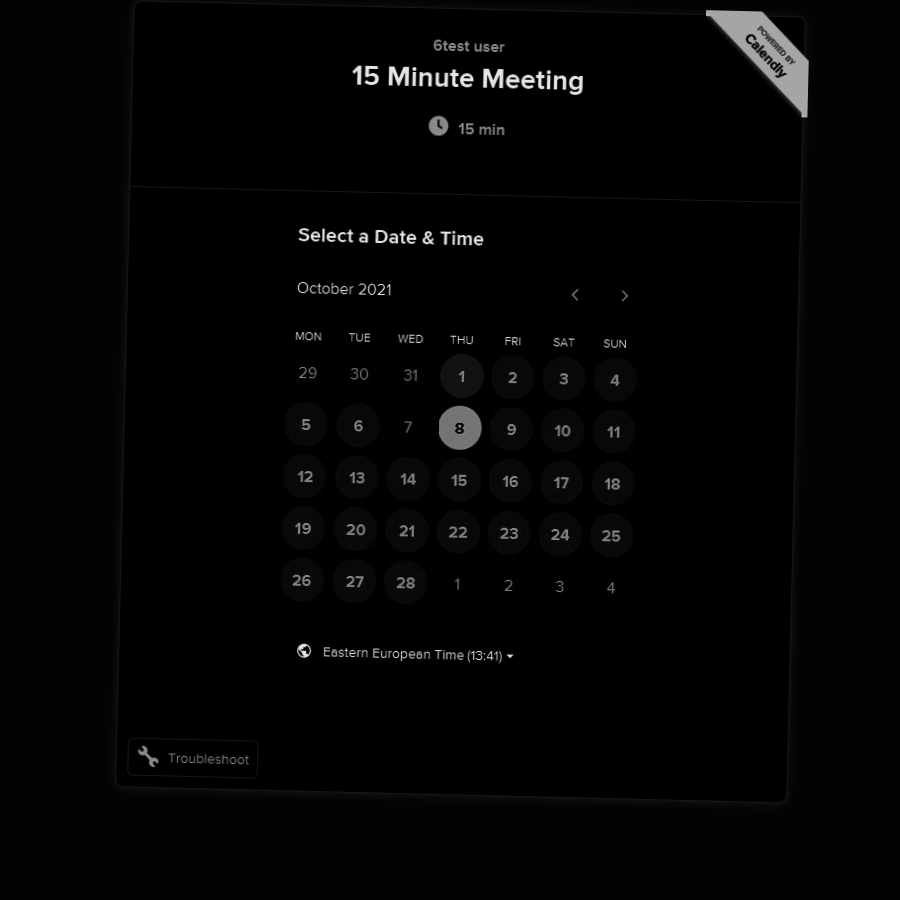 POWERED BY
Calendly
6test user
15 Minute Meeting
15 min
Select a Date & Time
October 2021
MON TUE WED THU FRI SAT SUN
29 30 31 1 2 3 4
5 6 7 8 9 10 11
12 13 14 15 16 17 18
19 20 21 22 23 24 25
26 27 28 1 2 3 4
Eastern European Time (13:41)
Troubleshoot